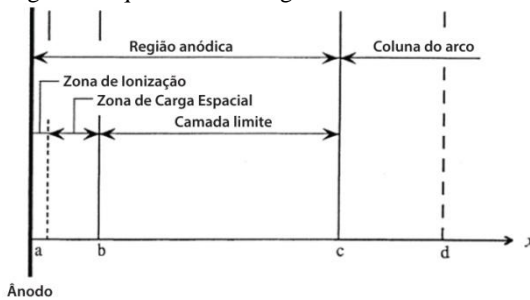 Região anódica
Coluna do arco
Zona de Ionização
Zona de Carga Espacial
Camada limite
a b c d x
Ânodo